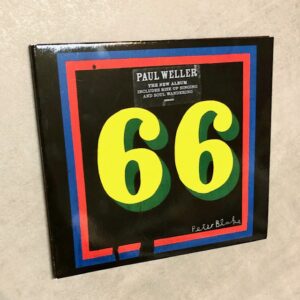 PAUL WELLER
THE NEW ALBUM
INCLUDES RISE UP SINGING
AND SOUL WANDERING
66
Peter Blake